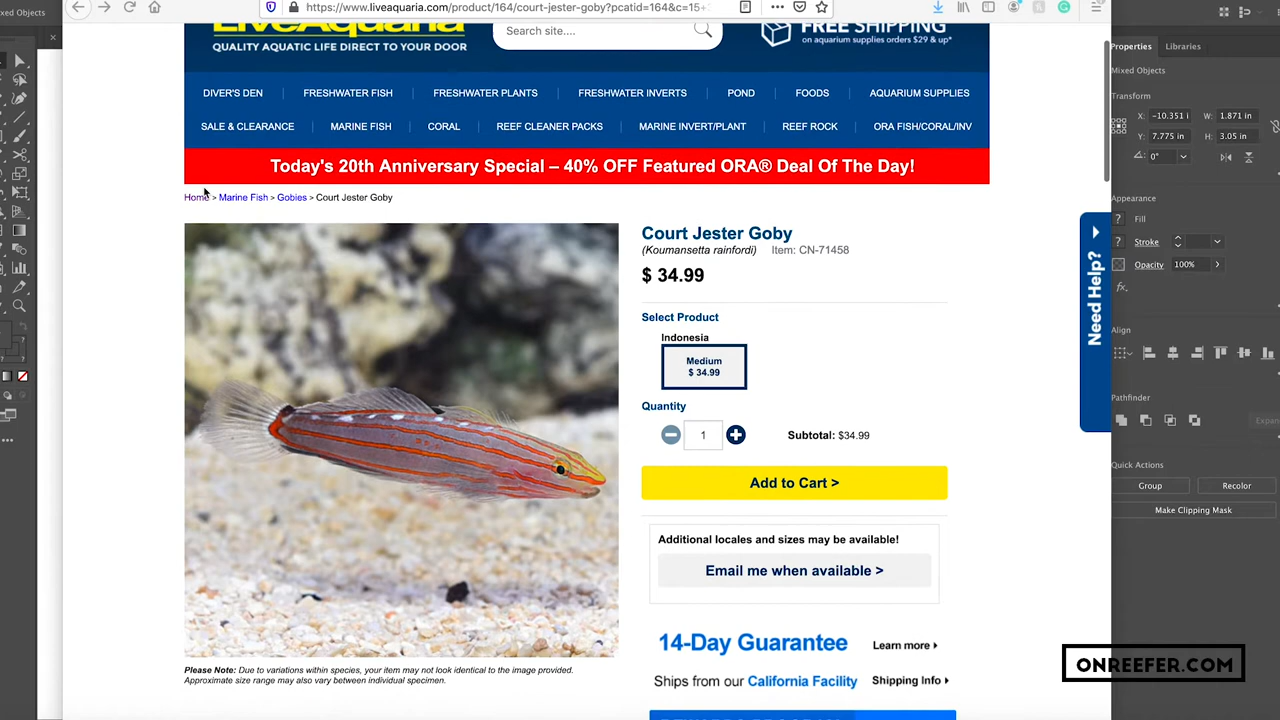 https://www.liveaquaria.com/product/164/court-jester-goby?pcatid=164&c=15+
LiveAquaria
QUALITY AQUATIC LIFE DIRECT TO YOUR DOOR
Search site....
FREE SHIPPING
on aquarium supplies orders $29 & up*
DIVER'S DEN
FRESHWATER FISH
FRESHWATER PLANTS
FRESHWATER INVERTS
POND
FOODS
AQUARIUM SUPPLIES
SALE & CLEARANCE
MARINE FISH
CORAL
REEF CLEANER PACKS
MARINE INVERT/PLANT
REEF ROCK
ORA FISH/CORAL/INV
Today's 20th Anniversary Special – 40% OFF Featured ORA® Deal Of The Day!
Home > Marine Fish > Gobies > Court Jester Goby
Court Jester Goby
(Koumansetta rainfordi) Item: CN-71458
$ 34.99
Select Product
Indonesia
Medium
$ 34.99
Quantity
1
Subtotal: $34.99
Add to Cart >
Additional locales and sizes may be available!
Email me when available >
14-Day Guarantee
Learn more
Ships from our California Facility
Shipping Info
Please Note: Due to variations within species, your item may not look identical to the image provided.
Approximate size range may also vary between individual specimen.
Need Help?
Properties
Libraries
Mixed Objects
Transform
X: -10.351 i
W: 1.871 in
Y: 7.775 in
H: 3.05 in
0°
Appearance
Fill
Stroke
Opacity
100%
fx.
Align
Pathfinder
Expan
Quick Actions
Group
Recolor
Make Clipping Mask
ONREEFER.COM